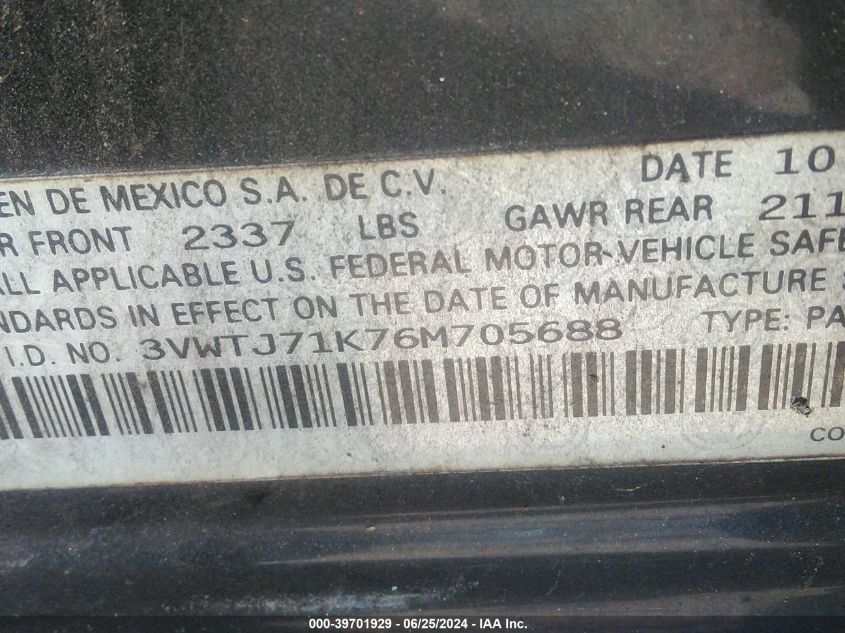 EN DE MEXICO S.A. DE C.V. DATE 10
R FRONT 2337 LBS GAWR REAR 211
ALL APPLICABLE U.S. FEDERAL MOTOR-VEHICLE SAFE
NDARDS IN EFFECT ON THE DATE OF MANUFACTURE S
I.D. NO. 3VWTJ71K76M705688 TYPE: PA
CO
000-39701929 - 06/25/2024 - IAA Inc.